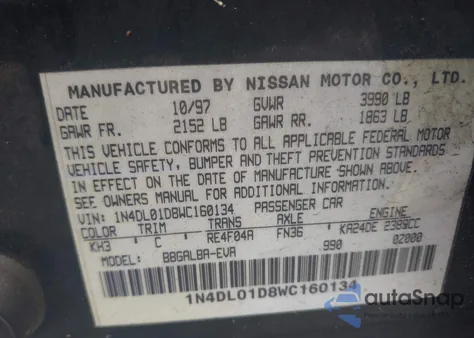 MANUFACTURED BY NISSAN MOTOR CO., LTD.
DATE 10/97 GVWR 3990 LB
GAWR FR. 2152 LB GAWR RR. 1863 LB
THIS VEHICLE CONFORMS TO ALL APPLICABLE FEDERAL MOTOR
VEHICLE SAFETY, BUMPER AND THEFT PREVENTION STANDARDS
IN EFFECT ON THE DATE OF MANUFACTURE SHOWN ABOVE.
SEE OWNERS MANUAL FOR ADDITIONAL INFORMATION.
VIN: 1N4DL01D8WC160134 PASSENGER CAR
COLOR TRIM TRANS AXLE ENGINE
KH3 C RE4F04A FN36 KA24DE 2389CC
MODEL: BBGALBA-EVA 990 0Z000
1N4DL01D8WC160134
autoSnap